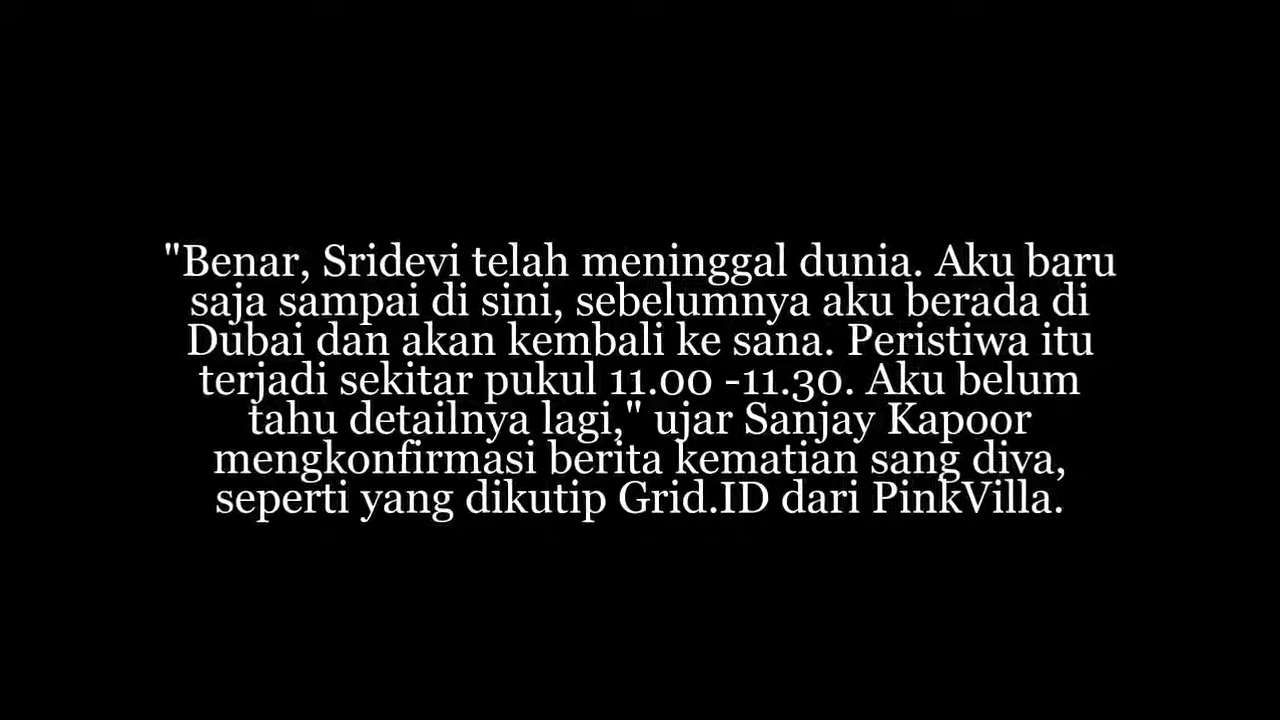 "Benar, Sridevi telah meninggal dunia. Aku baru
saja sampai di sini, sebelumnya aku berada di
Dubai dan akan kembali ke sana. Peristiwa itu
terjadi sekitar pukul 11.00 -11.30. Aku belum
tahu detailnya lagi," ujar Sanjay Kapoor
mengkonfirmasi berita kematian sang diva,
seperti yang dikutip Grid.ID dari PinkVilla.